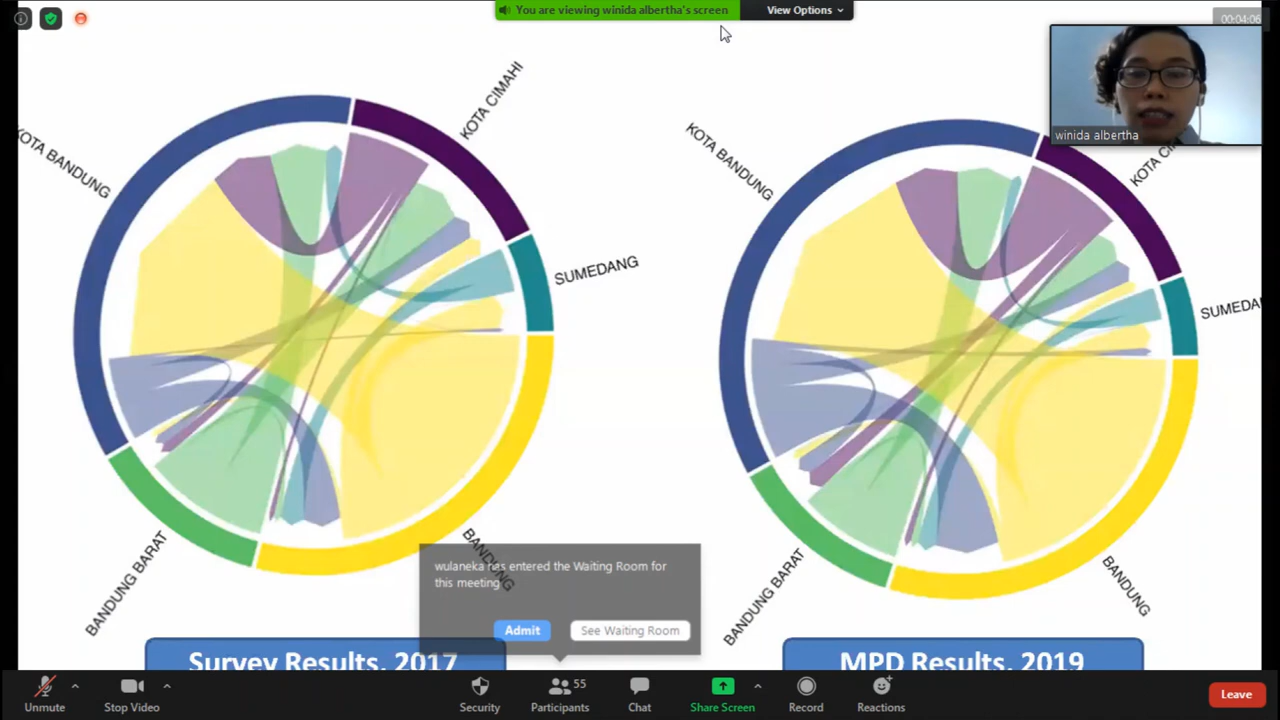 You are viewing winida albertha's screen
View Options
00:04:06
winida albertha
KOTA BANDUNG
KOTA CIMAHI
SUMEDANG
BANDUNG
BANDUNG BARAT
Survey Results, 2017
KOTA BANDUNG
KOTA
SUMEDA
BANDUNG
BANDUNG BARAT
MPD Results, 2019
wulaneka has entered the Waiting Room for
this meeting
Admit
See Waiting Room
Unmute
Stop Video
Security
55
Participants
Chat
Share Screen
Record
Reactions
Leave